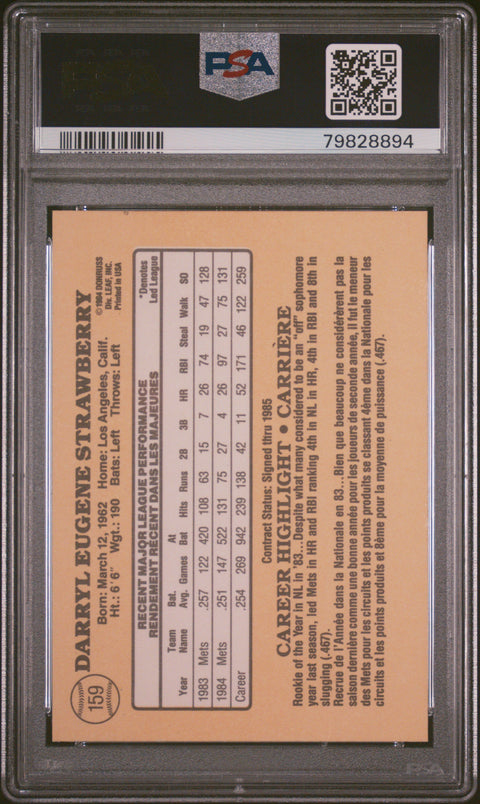 PSA
79828894
159
DARRYL EUGENE STRAWBERRY
©1984 DONRUSS
Div. LEAF, INC.
Printed in USA
Born: March 12, 1962 Home: Los Angeles, Calif.
Ht.: 6'6" Wgt.: 190 Bats: Left Throws: Left
RECENT MAJOR LEAGUE PERFORMANCE
RENDEMENT RÉCENT DANS LES MAJEURES
*Denotes
Led League
Year Team Name Bat. Avg. Games At Bat Hits Runs 2B 3B HR RBI Steal Walk SO
1983 Mets .257 122 420 108 63 15 7 26 74 19 47 128
1984 Mets .251 147 522 131 75 27 4 26 97 27 75 131
Career .254 269 942 239 138 42 11 52 171 46 122 259
Contract Status: Signed thru 1985
CAREER HIGHLIGHT • CARRIÈRE
Rookie of the Year in NL in '83...Despite what many considered to be an "off" sophomore
year last season, led Mets in HR and RBI ranking 4th in NL in HR, 4th in RBI and 8th in
slugging (.467).
Recrue de l'Année dans la Nationale en 83...Bien que beaucoup ne considérèrent pas la
saison dernière comme une bonne année pour les joueurs de seconde année, il fut le meneur
des Mets pour les circuits et les points produits se classant 4ème dans la Nationale pour les
circuits et les points produits et 8ème pour la moyonne de puissance (.467).
PSA